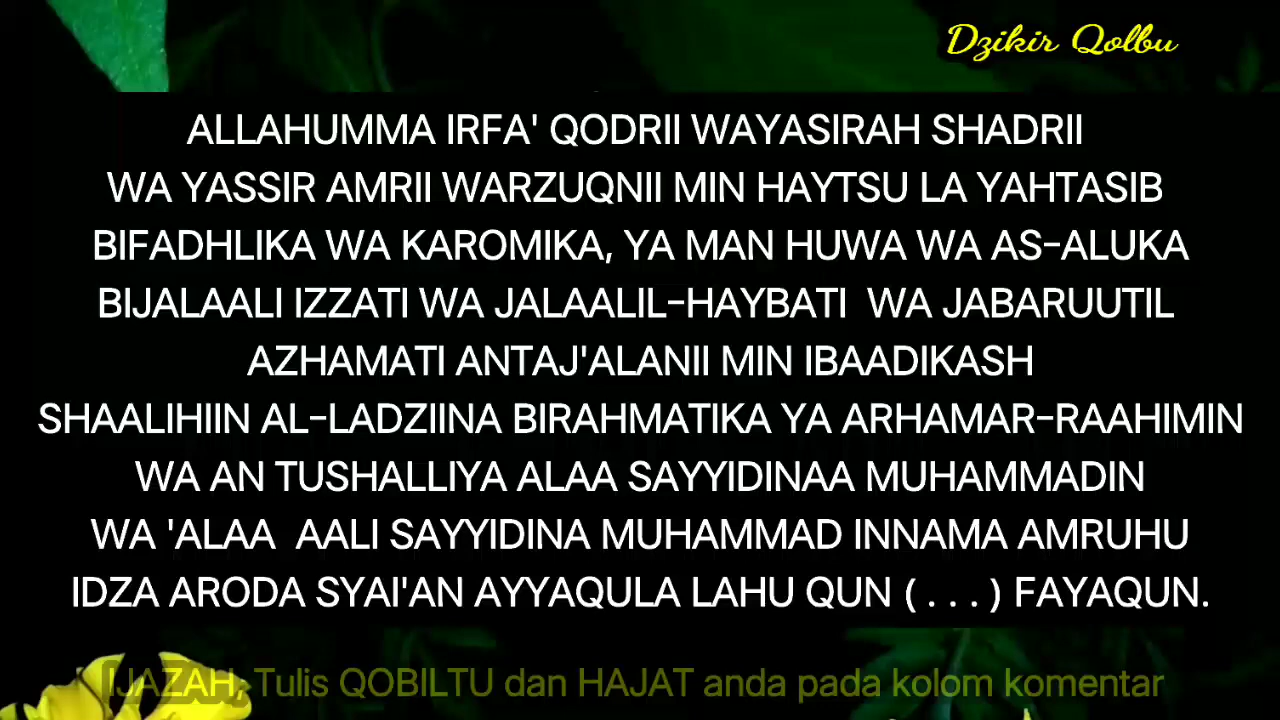 Dzikir Qolbu
ALLAHUMMA IRFA' QODRII WAYASIRAH SHADRII
WA YASSIR AMRII WARZUQNII MIN HAYTSU LA YAHTASIB
BIFADHLIKA WA KAROMIKA, YA MAN HUWA WA AS-ALUKA
BIJALAALI IZZATI WA JALAALIL-HAYBATI WA JABARUUTIL
AZHAMATI ANTAJ'ALANII MIN IBAADIKASH
SHAALIHIIN AL-LADZIINA BIRAHMATIKA YA ARHAMAR-RAAHIMIN
WA AN TUSHALLIYA ALAA SAYYIDINAA MUHAMMADIN
WA 'ALAA AALI SAYYIDINA MUHAMMAD INNAMA AMRUHU
IDZA ARODA SYAI'AN AYYAQULA LAHU QUN ( . . . ) FAYAQUN.
IJAZAH, Tulis QOBILTU dan HAJAT anda pada kolom komentar